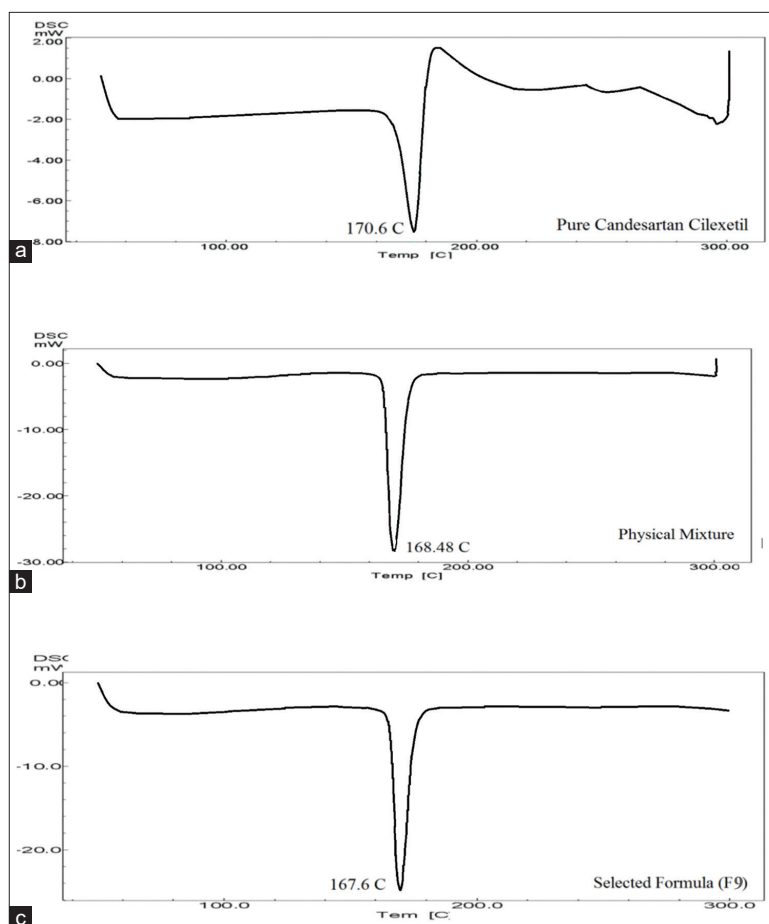 DSC
mW
2.00
0.00
-2.00
-4.00
-6.00
8.00
170.6 C
Pure Candesartan Cilexetil
a
100.00 200.00 300.00
Temp [C]
DSC
mW
0.00
-10.00
-20.00
-30.00
168.48 C
Physical Mixture
b
100.00 200.00 300.00
Temp [C]
DSC
mV
0.0
-10.0
-20.0
167.6 C
Selected Formula (F9)
c
100.0 200.0 300.0
Tem [C]